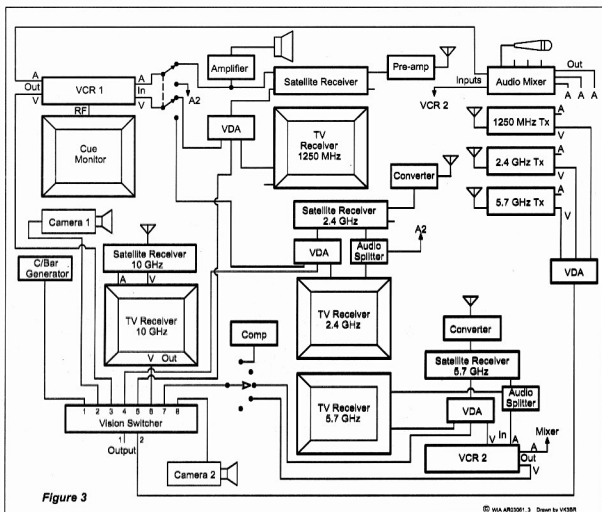 A
Out
V
VCR 1
A
In
V
RF
Cue
Monitor
A2
Amplifier
Satellite Receiver
Pre-amp
VDA
TV
Receiver
1250 MHz
Inputs
VCR 2
Audio Mixer
Out
A
A
A
1250 MHz Tx
A
V
2.4 GHz Tx
A
V
5.7 GHz Tx
A
V
VDA
Converter
Satellite Receiver
2.4 GHz
VDA
Audio
Splitter
A2
TV Receiver
2.4 GHz
Camera 1
C/Bar
Generator
Satellite Receiver
10 GHz
A
V
TV Receiver
10 GHz
V Out
Comp
TV Receiver
5.7 GHz
Converter
Satellite Receiver
5.7 GHz
VDA
Audio
Splitter
V
In
A
VCR 2
A
Out
V
Mixer
1 2 3 4 5 6 7 8
Vision Switcher
1 2
Output
Camera 2
Figure 3
© WIA AR03061_3 Drawn by VK3BR